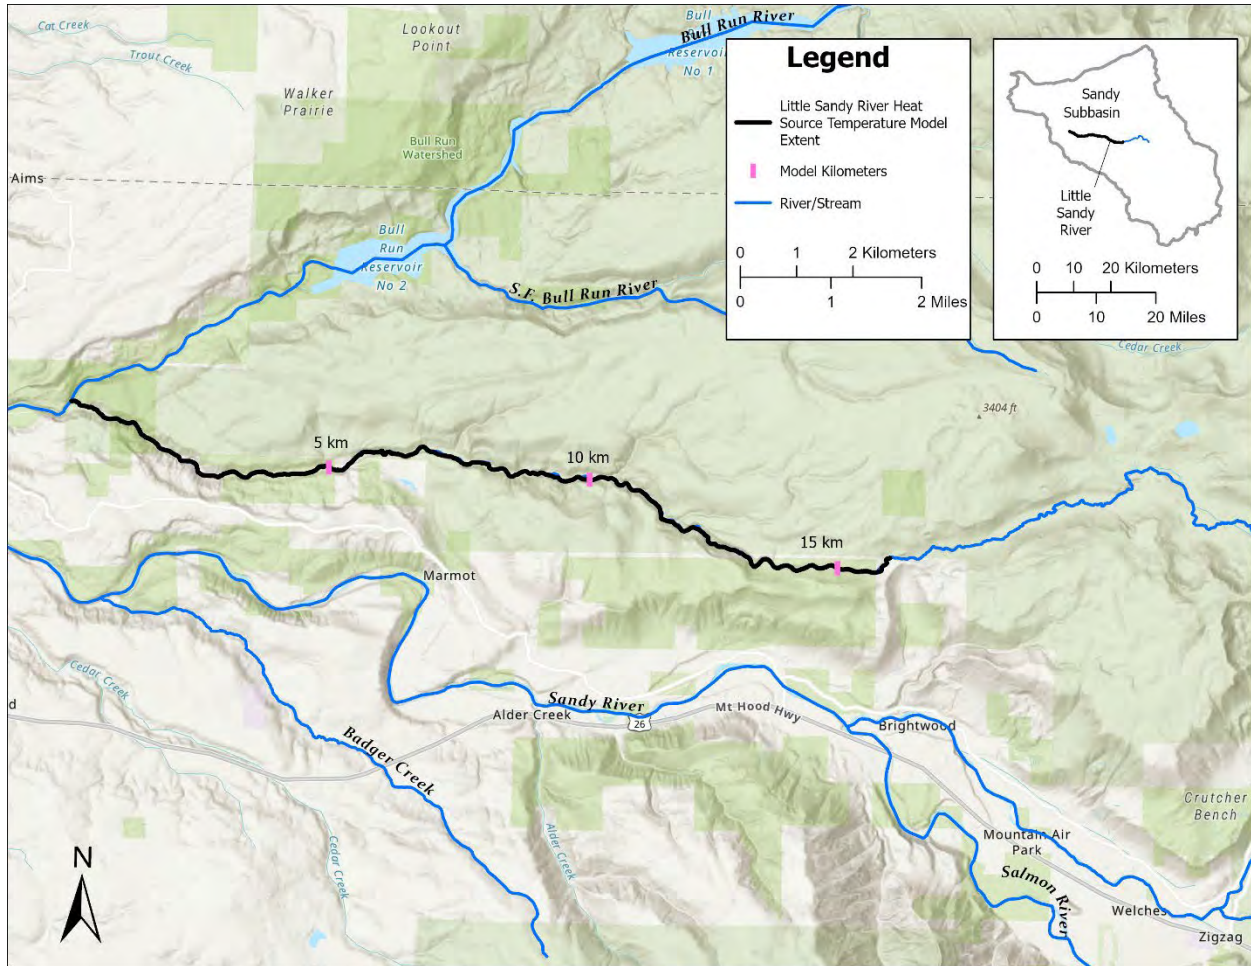 Cat Creek
Trout Creek
Lookout
Point
Walker
Prairie
Bull
Run
Reservoir
No 1
Bull Run River
Bull Run
Watershed
Aims
Bull
Run
Reservoir
No 2
S.F. Bull Run River
Legend
Little Sandy River Heat
Source Temperature Model
Extent
Model Kilometers
River/Stream
0 1 2 Kilometers
0 1 2 Miles
Sandy
Subbasin
Little
Sandy
River
0 10 20 Kilometers
0 10 20 Miles
Cedar Creek
3404 ft
5 km
10 km
15 km
Marmot
Cedar Creek
d
Sandy River
Alder Creek
26
Mt Hood Hwy
Brightwood
Badger Creek
Cedar Creek
Alder Creek
Crutcher
Bench
Mountain Air
Park
Salmon River
Welches
Zigzag
N